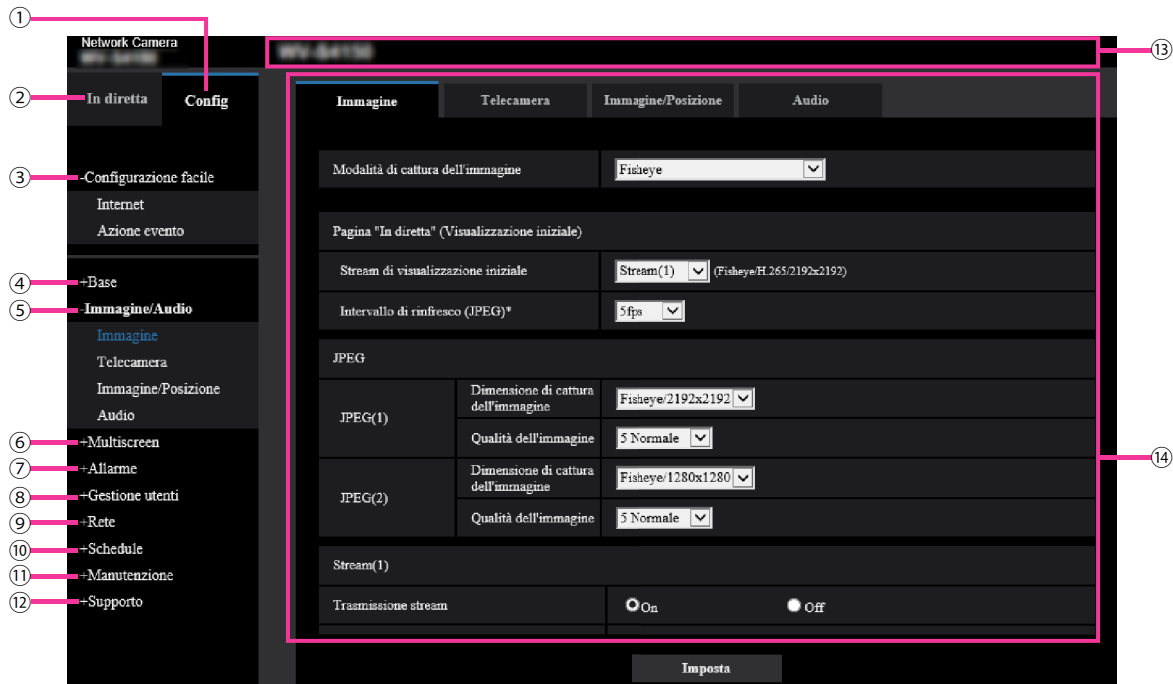 ①
Network Camera
⑬
②
In diretta
Config
③
-Configurazione facile
Internet
Azione evento
④
+Base
⑤
-Immagine/Audio
Immagine
Telecamera
Immagine/Posizione
Audio
⑥
+Multiscreen
⑦
+Allarme
⑧
+Gestione utenti
⑨
+Rete
⑩
+Schedule
⑪
+Manutenzione
⑫
+Supporto
Immagine
Telecamera
Immagine/Posizione
Audio
Modalità di cattura dell'immagine
Fisheye
Pagina "In diretta" (Visualizzazione iniziale)
Stream di visualizzazione iniziale
Stream(1)
(Fisheye/H.265/2192x2192)
Intervallo di rinfresco (JPEG)*
5fps
JPEG
JPEG(1)
Dimensione di cattura
dell'immagine
Fisheye/2192x2192
Qualità dell'immagine
5 Normale
⑭
JPEG(2)
Dimensione di cattura
dell'immagine
Fisheye/1280x1280
Qualità dell'immagine
5 Normale
Stream(1)
Trasmissione stream
On
Off
Imposta